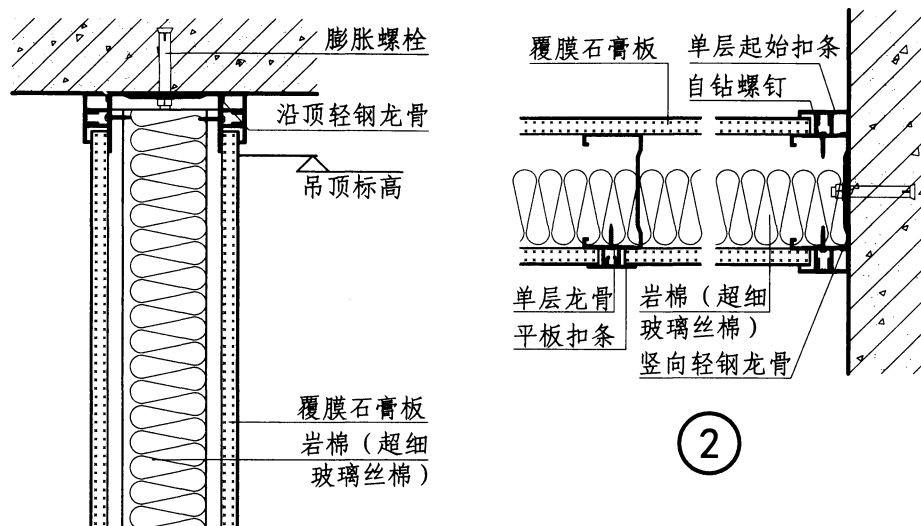 膨胀螺栓
沿顶轻钢龙骨
吊顶标高
覆膜石膏板
岩棉（超细
玻璃丝棉）
覆膜石膏板
单层起始扣条
自钻螺钉
单层龙骨
平板扣条
岩棉（超细
玻璃丝棉）
竖向轻钢龙骨
2